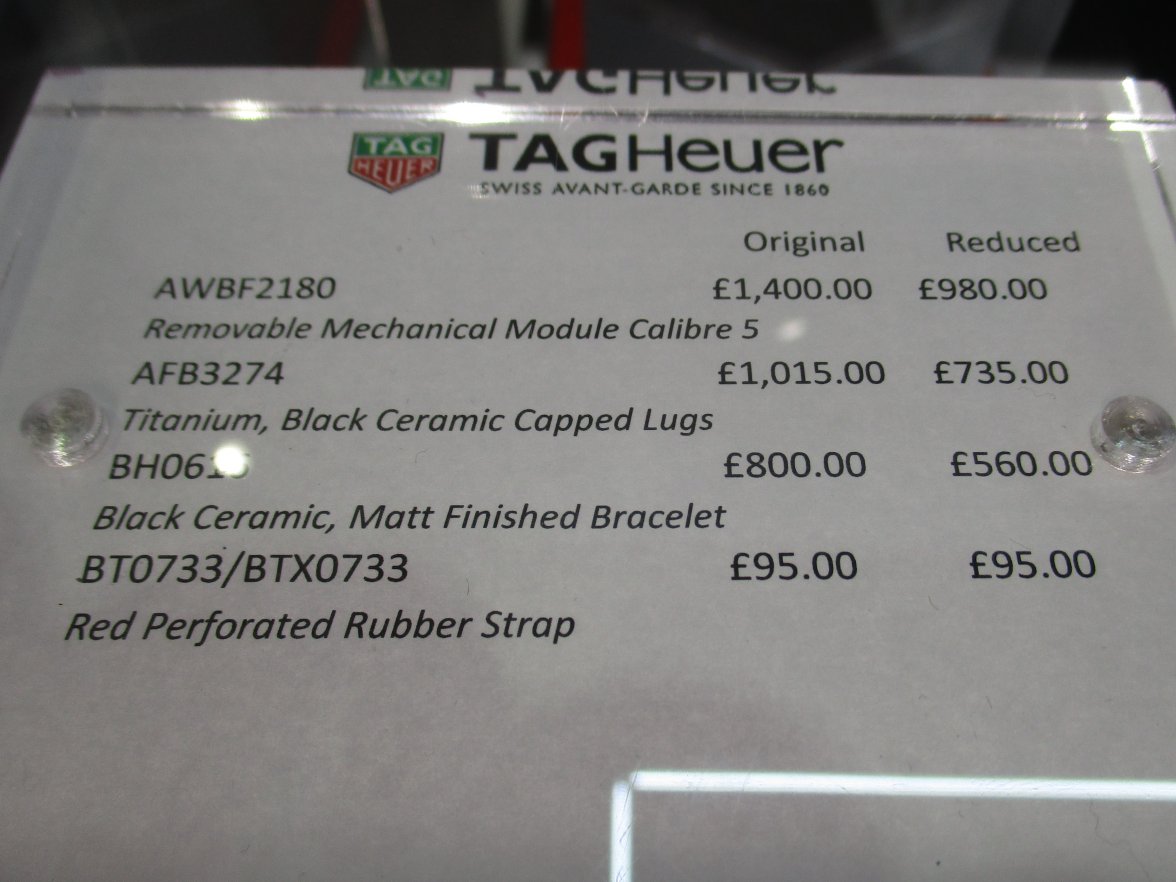 TAG
HEUER
TAGHeuer
SWISS AVANT-GARDE SINCE 1860
Original Reduced
AWBF2180 £1,400.00 £980.00
Removable Mechanical Module Calibre 5
AFB3274 £1,015.00 £735.00
Titanium, Black Ceramic Capped Lugs
£800.00 £560.00
Black Ceramic, Matt Finished Bracelet
BT0733/BTX0733 £95.00 £95.00
Red Perforated Rubber Strap